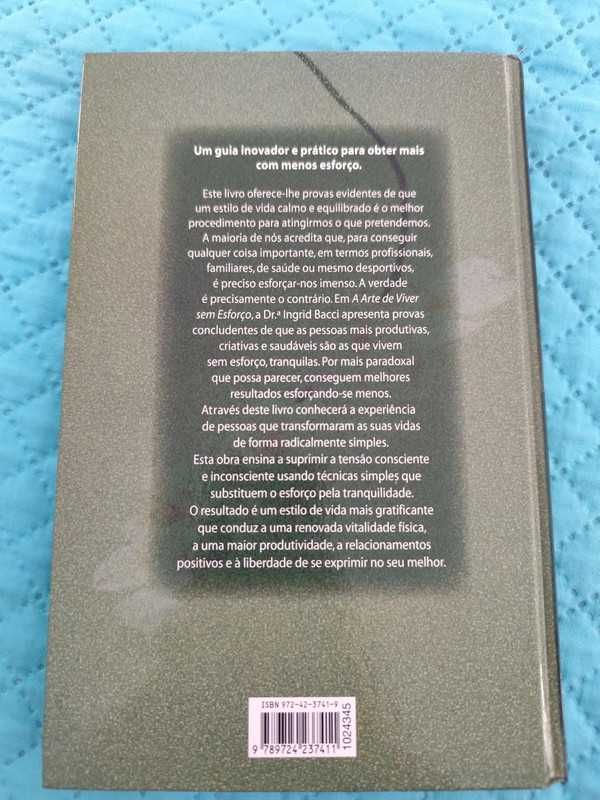 Um guia inovador e prático para obter mais
com menos esforço.
Este livro oferece-lhe provas evidentes de que
um estilo de vida calmo e equilibrado é o melhor
procedimento para atingirmos o que pretendemos.
A maioria de nós acredita que, para conseguir
qualquer coisa importante, em termos profissionais,
familiares, de saúde ou mesmo desportivos,
é preciso esforçar-nos imenso. A verdade
é precisamente o contrário. Em A Arte de Viver
sem Esforço, a Dr.ª Ingrid Bacci apresenta provas
concludentes de que as pessoas mais produtivas,
criativas e saudáveis são as que vivem
sem esforço, tranquilas. Por mais paradoxal
que possa parecer, conseguem melhores
resultados esforçando-se menos.
Através deste livro conhecerá a experiência
de pessoas que transformaram as suas vidas
de forma radicalmente simples.
Esta obra ensina a suprimir a tensão consciente
e inconsciente usando técnicas simples que
substituem o esforço pela tranquilidade.
O resultado é um estilo de vida mais gratificante
que conduz a uma renovada vitalidade física,
a uma maior produtividade, a relacionamentos
positivos e à liberdade de se exprimir no seu melhor.
ISBN 972-42-3741-9
9 789724 237411
1024345